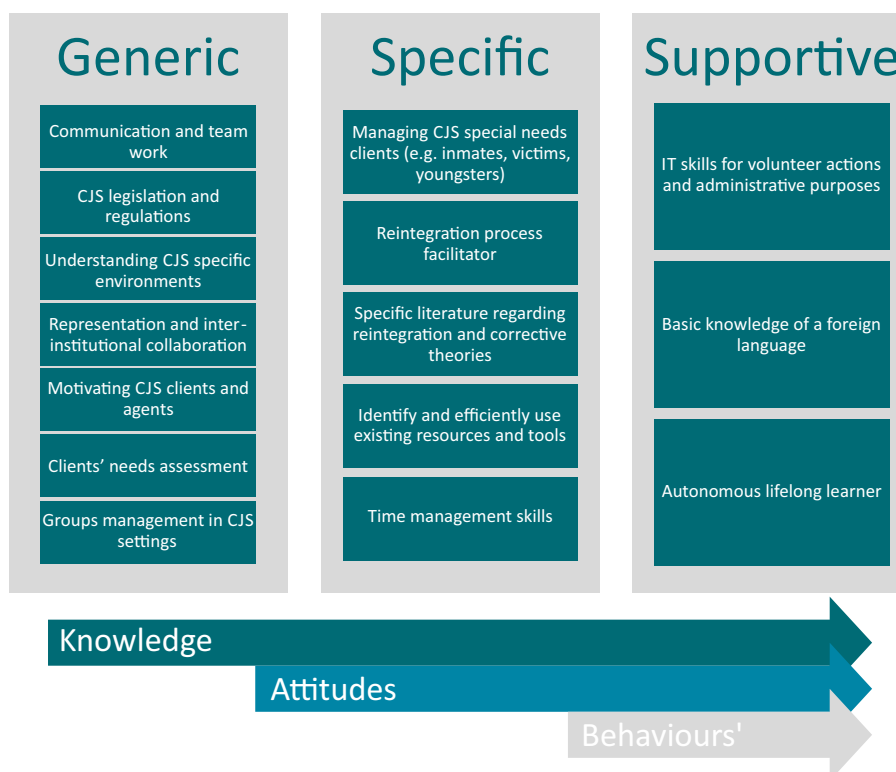 Generic
Communication and team
work
CJS legislation and
regulations
Understanding CJS specific
environments
Representation and inter-
institutional collaboration
Motivating CJS clients and
agents
Clients’ needs assessment
Groups management in CJS
settings
Specific
Managing CJS special needs
clients (e.g. inmates, victims,
youngsters)
Reintegration process
facilitator
Specific literature regarding
reintegration and corrective
theories
Identify and efficiently use
existing resources and tools
Time management skills
Supportive
IT skills for volunteer actions
and administrative purposes
Basic knowledge of a foreign
language
Autonomous lifelong learner
Knowledge
Attitudes
Behaviours'